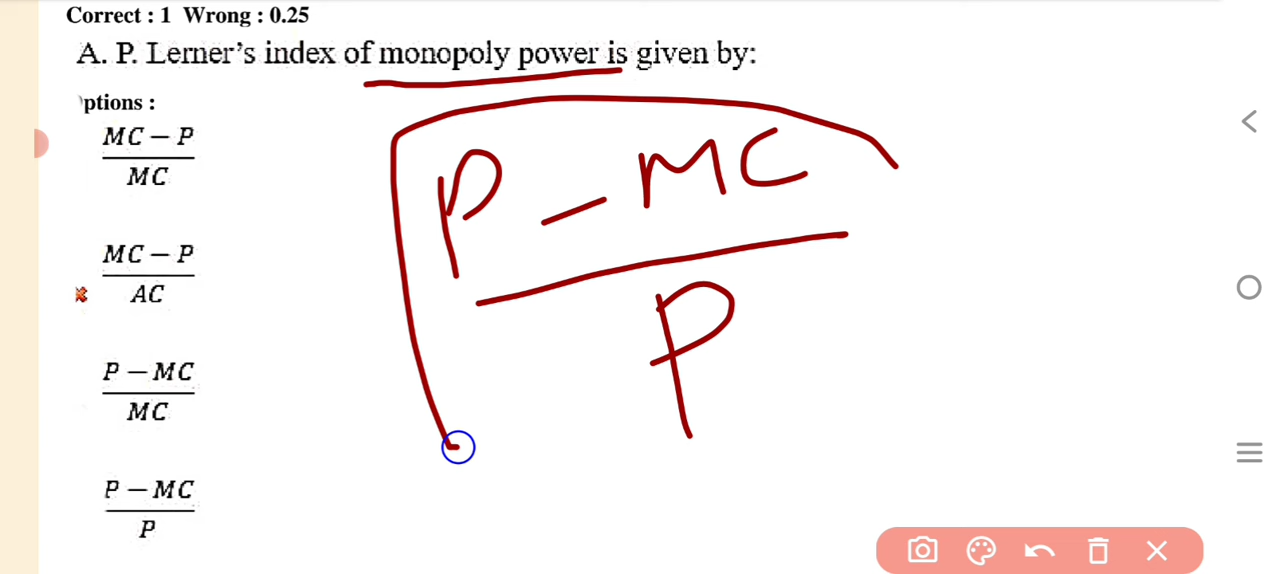 Correct : 1 Wrong : 0.25
A. P. Lerner's index of monopoly power is given by:
ptions :
MC – P
MC
MC – P
AC
P – MC
MC
P – MC
P
P – MC
P